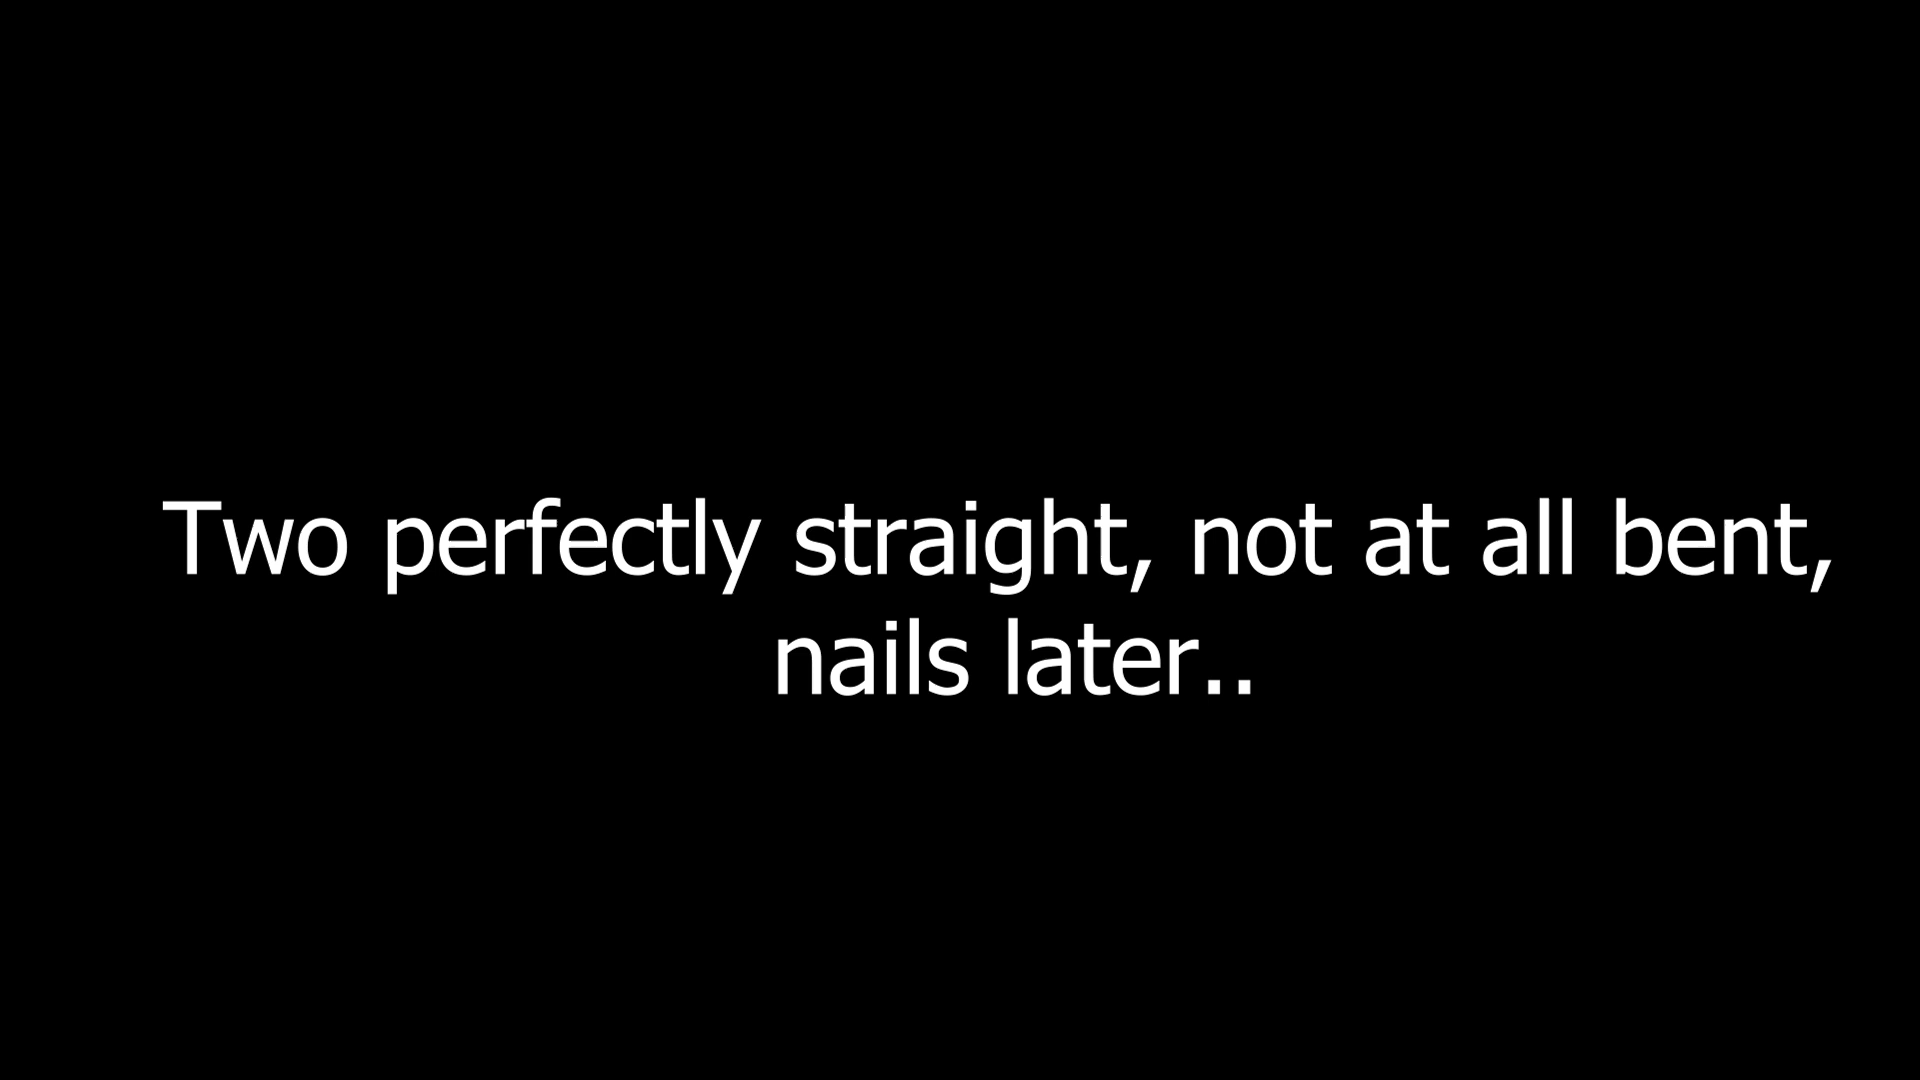 Two perfectly straight, not at all bent,
nails later..